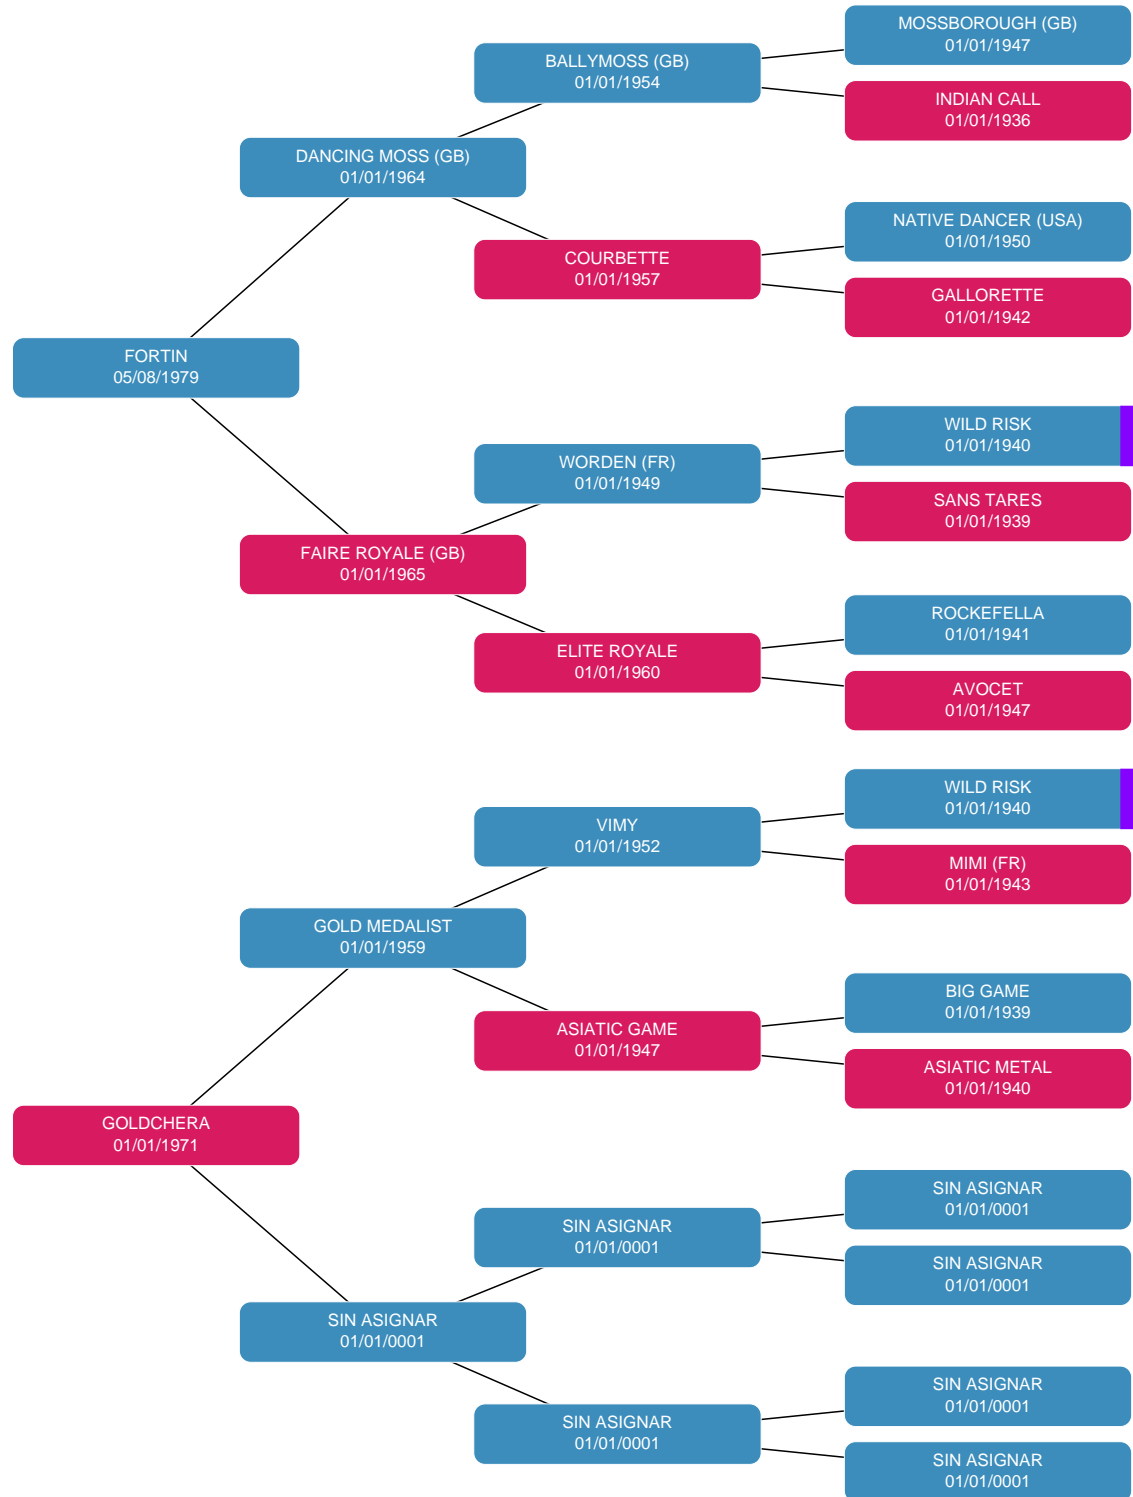 MOSSBOROUGH (GB)
01/01/1947
BALLYMOSS (GB)
01/01/1954
INDIAN CALL
01/01/1936
DANCING MOSS (GB)
01/01/1964
NATIVE DANCER (USA)
01/01/1950
COURBETTE
01/01/1957
GALLORETTE
01/01/1942
FORTIN
05/08/1979
WILD RISK
01/01/1940
WORDEN (FR)
01/01/1949
SANS TARES
01/01/1939
FAIRE ROYALE (GB)
01/01/1965
ROCKEFELLA
01/01/1941
ELITE ROYALE
01/01/1960
AVOCET
01/01/1947
WILD RISK
01/01/1940
VIMY
01/01/1952
MIMI (FR)
01/01/1943
GOLD MEDALIST
01/01/1959
BIG GAME
01/01/1939
ASIATIC GAME
01/01/1947
ASIATIC METAL
01/01/1940
GOLDCHERA
01/01/1971
SIN ASIGNAR
01/01/0001
SIN ASIGNAR
01/01/0001
SIN ASIGNAR
01/01/0001
SIN ASIGNAR
01/01/0001
SIN ASIGNAR
01/01/0001
SIN ASIGNAR
01/01/0001
SIN ASIGNAR
01/01/0001